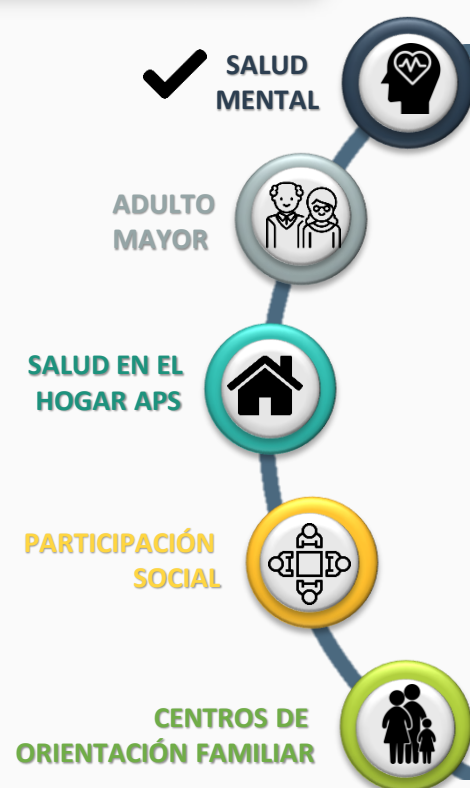 SALUD
MENTAL
ADULTO
MAYOR
SALUD EN EL
HOGAR APS
PARTICIPACIÓN
SOCIAL
CENTROS DE
ORIENTACIÓN FAMILIAR